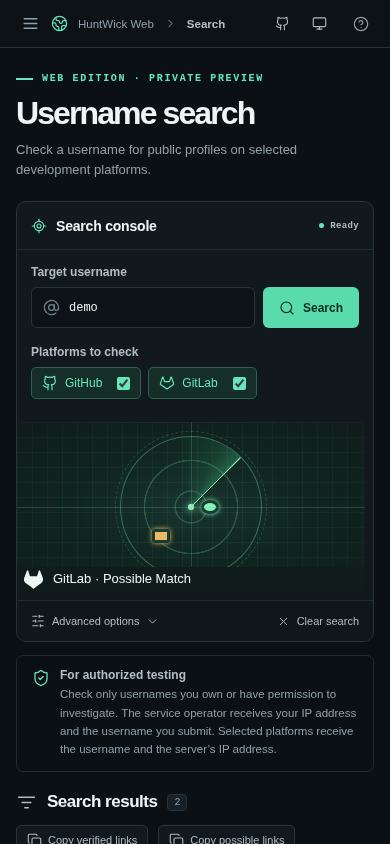 HuntWick Web > Search
WEB EDITION · PRIVATE PREVIEW
Username search
Check a username for public profiles on selected
development platforms.
Search console
Ready
Target username
demo
Search
Platforms to check
GitHub
GitLab
GitLab · Possible Match
Advanced options
Clear search
For authorized testing
Check only usernames you own or have permission to
investigate. The service operator receives your IP address
and the username you submit. Selected platforms receive
the username and the server’s IP address.
Search results 2
Copy verified links
Copy possible links